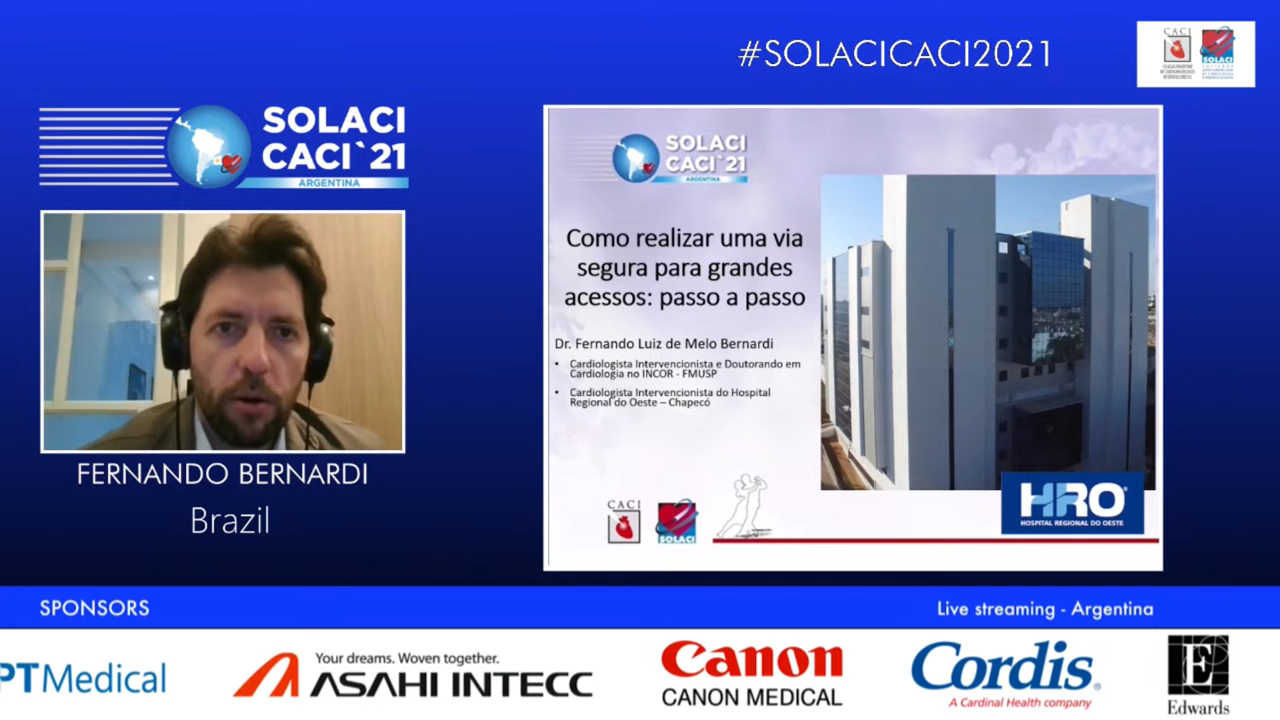 #SOLACICACI2021
CACI
SOLACI
SOLACI
CACI`21
ARGENTINA
SOLACI
CACI`21
ARGENTINA
Como realizar uma via
segura para grandes
acessos: passo a passo
Dr. Fernando Luiz de Melo Bernardi
• Cardiologista Intervencionista e Doutorando em
Cardiologia no INCOR - FMUSP
• Cardiologista Intervencionista do Hospital
Regional do Oeste – Chapecó
CACI
SOLACI
HRO®
HOSPITAL REGIONAL DO OESTE
FERNANDO BERNARDI
Brazil
SPONSORS
Live streaming - Argentina
PTMedical
Your dreams. Woven together.
ASAHI INTECC
Canon
CANON MEDICAL
Cordis®
A Cardinal Health company
Edwards